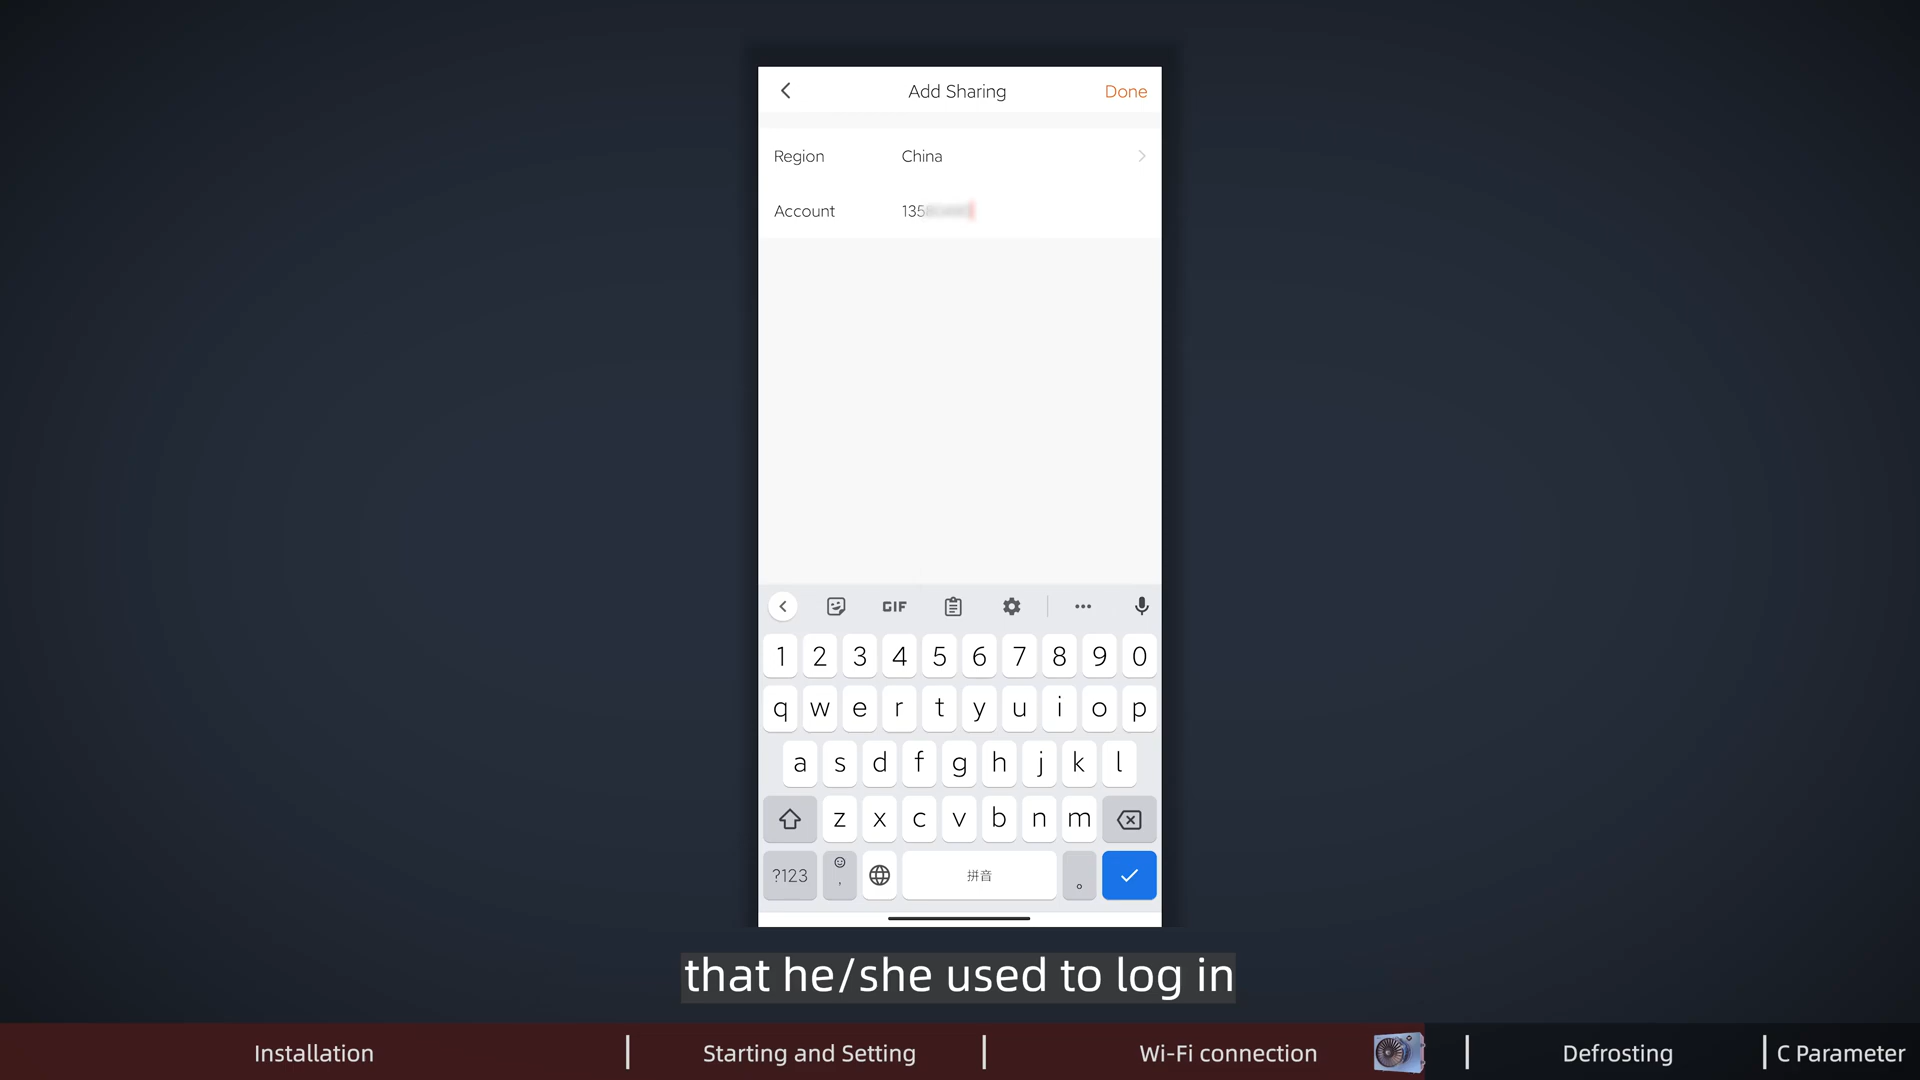 Add Sharing
Done
Region
China
Account
135
GIF
1 2 3 4 5 6 7 8 9 0
q w e r t y u i o p
a s d f g h j k l
z x c v b n m
?123
,
拼音
。
that he/she used to log in
Installation
Starting and Setting
Wi-Fi connection
Defrosting
C Parameter